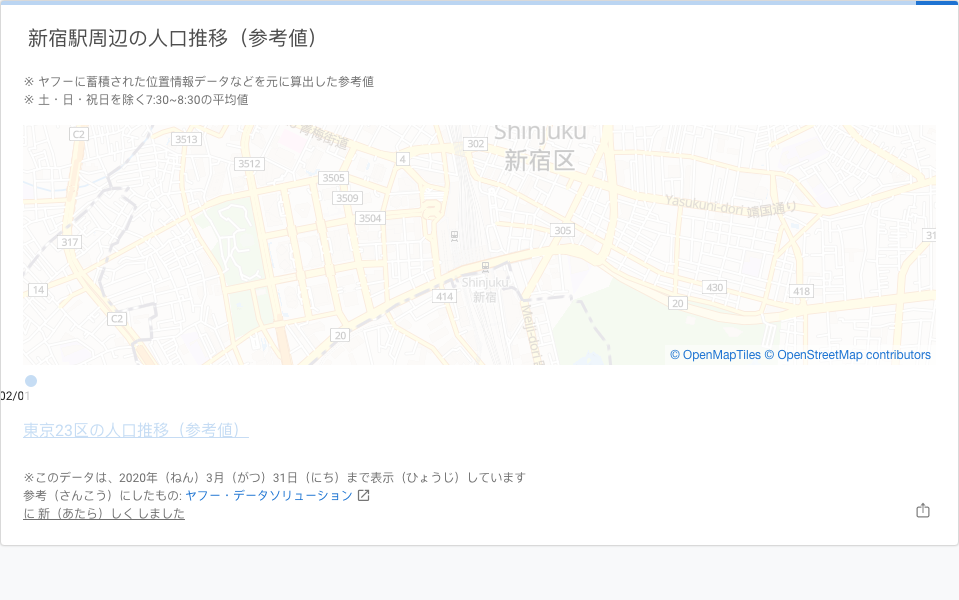 新宿駅周辺の人口推移（参考値）
※ ヤフーに蓄積された位置情報データなどを元に算出した参考値
※ 土・日・祝日を除く7:30~8:30の平均値
C2
3513
青梅街道
302
Shinjuku
新宿区
3512
4
3505
3509
3504
Yasukuni-dori 靖国通り
317
305
31
14
Shinjuku
新宿
414
430
418
20
C2
20
Meiji-dori
© OpenMapTiles © OpenStreetMap contributors
02/01
東京23区の人口推移（参考値）
※このデータは、2020年（ねん）3月（がつ）31日（にち）まで表示（ひょうじ）しています
参考（さんこう）にしたもの: ヤフー・データソリューション
に 新（あたら）しく しました